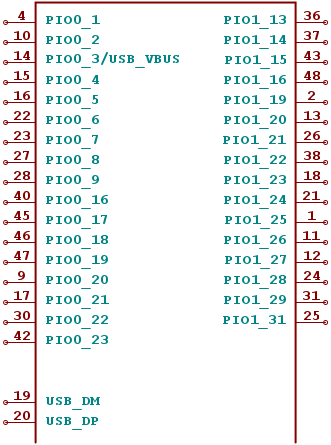 4 PIO0_1 PIO1_13 36
10 PIO0_2 PIO1_14 37
14 PIO0_3/USB_VBUS PIO1_15 43
15 PIO0_4 PIO1_16 48
16 PIO0_5 PIO1_19 2
22 PIO0_6 PIO1_20 13
23 PIO0_7 PIO1_21 26
27 PIO0_8 PIO1_22 38
28 PIO0_9 PIO1_23 18
40 PIO0_16 PIO1_24 21
45 PIO0_17 PIO1_25 1
46 PIO0_18 PIO1_26 11
47 PIO0_19 PIO1_27 12
9 PIO0_20 PIO1_28 24
17 PIO0_21 PIO1_29 31
30 PIO0_22 PIO1_31 25
42 PIO0_23
19 USB_DM
20 USB_DP